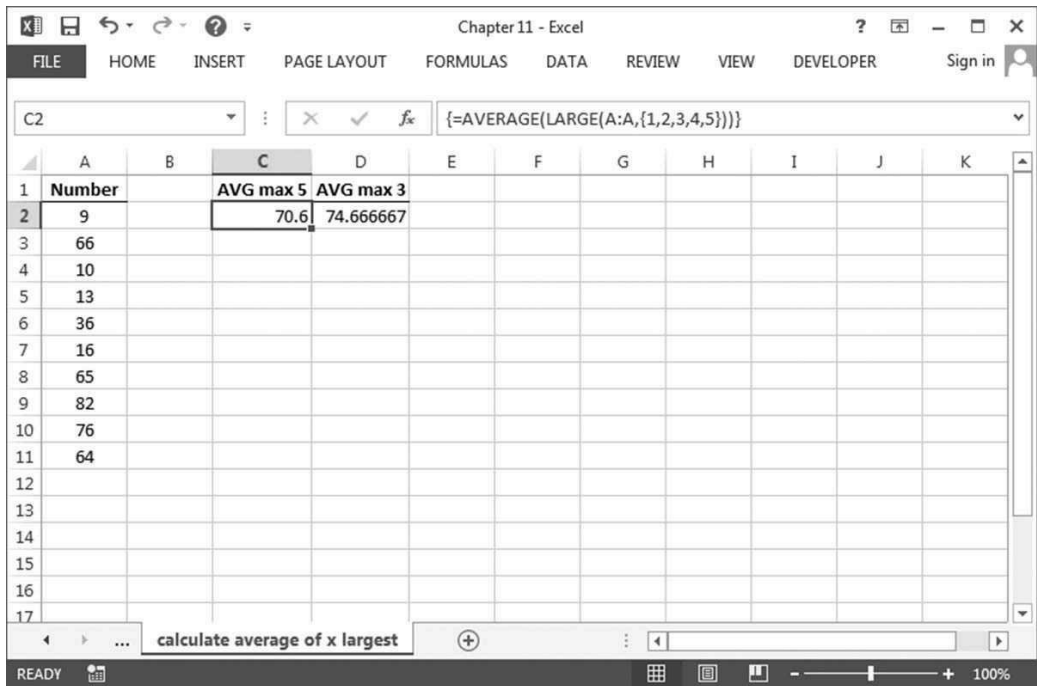 Chapter 11 - Excel
FILE HOME INSERT PAGE LAYOUT FORMULAS DATA REVIEW VIEW DEVELOPER Sign in
C2 fx {=AVERAGE(LARGE(A:A,{1,2,3,4,5}))}
A B C D E F G H I J K
1 Number AVG max 5 AVG max 3
2 9 70.6 74.666667
3 66
4 10
5 13
6 36
7 16
8 65
9 82
10 76
11 64
12
13
14
15
16
17
... calculate average of x largest
READY 100%